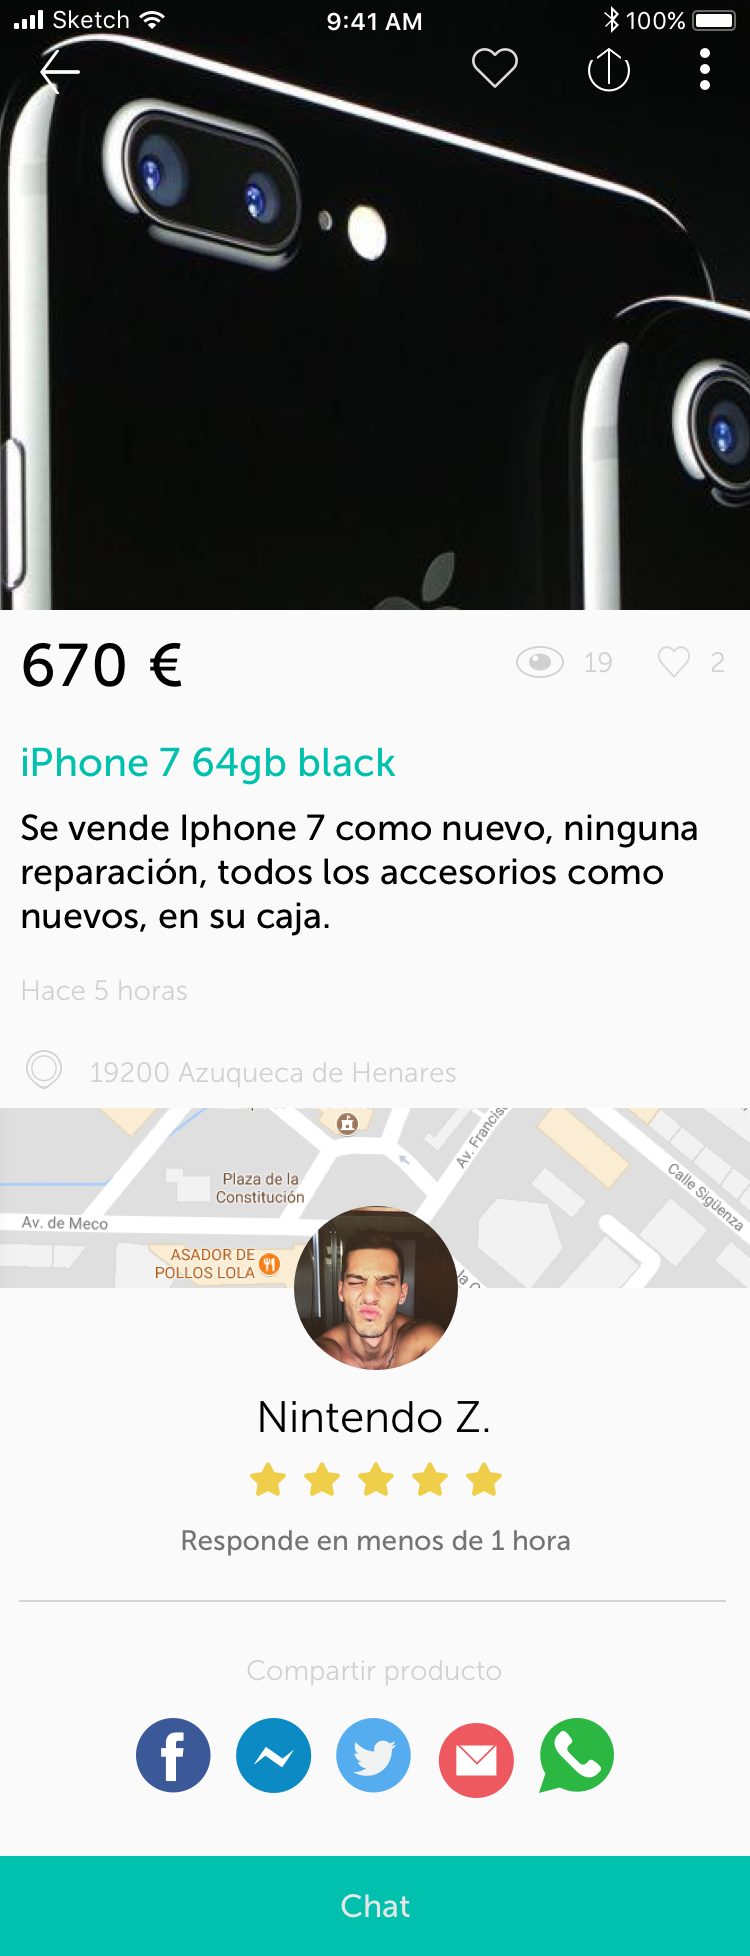 Sketch 9:41 AM 100%
670 € 19 2
iPhone 7 64gb black
Se vende Iphone 7 como nuevo, ninguna
reparación, todos los accesorios como
nuevos, en su caja.
Hace 5 horas
19200 Azuqueca de Henares
Av. Francisc
Plaza de la
Constitución
Calle Sigüenza
Av. de Meco
ASADOR DE
POLLOS LOLA
Nintendo Z.
Responde en menos de 1 hora
Compartir producto
Chat